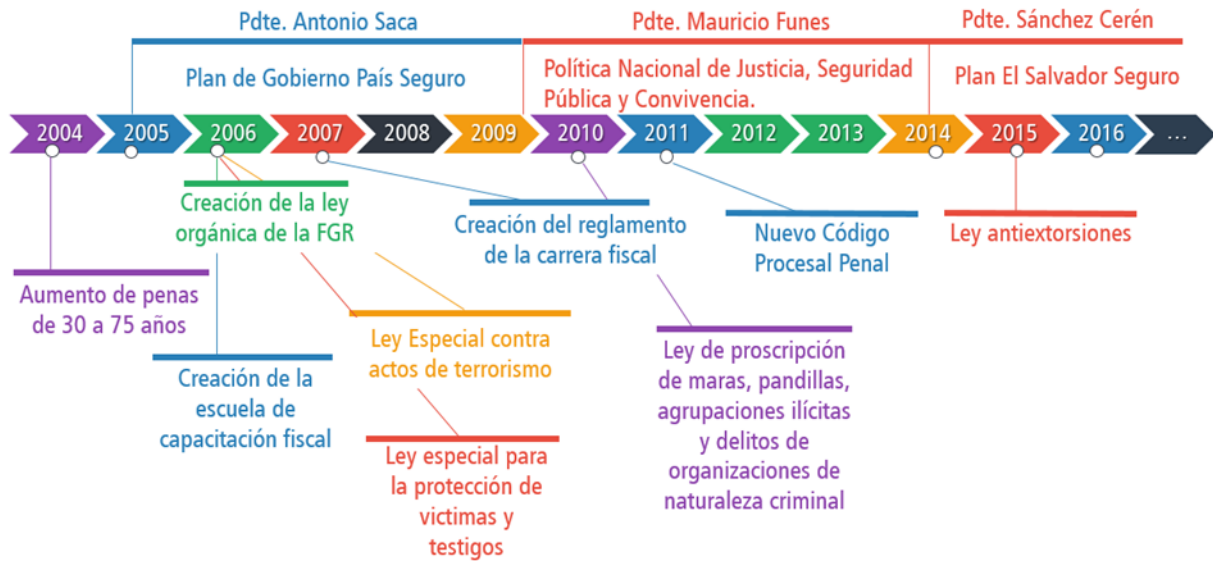 Pdte. Antonio Saca
Pdte. Mauricio Funes
Pdte. Sánchez Cerén
Plan de Gobierno País Seguro
Política Nacional de Justicia, Seguridad
Pública y Convivencia.
Plan El Salvador Seguro
2004 2005 2006 2007 2008 2009 2010 2011 2012 2013 2014 2015 2016 ...
Creación de la ley
orgánica de la FGR
Creación del reglamento
de la carrera fiscal
Nuevo Código
Procesal Penal
Ley antiextorsiones
Aumento de penas
de 30 a 75 años
Ley Especial contra
actos de terrorismo
Ley de proscripción
de maras, pandillas,
agrupaciones ilícitas
y delitos de
organizaciones de
naturaleza criminal
Creación de la
escuela de
capacitación fiscal
Ley especial para
la protección de
victimas y
testigos